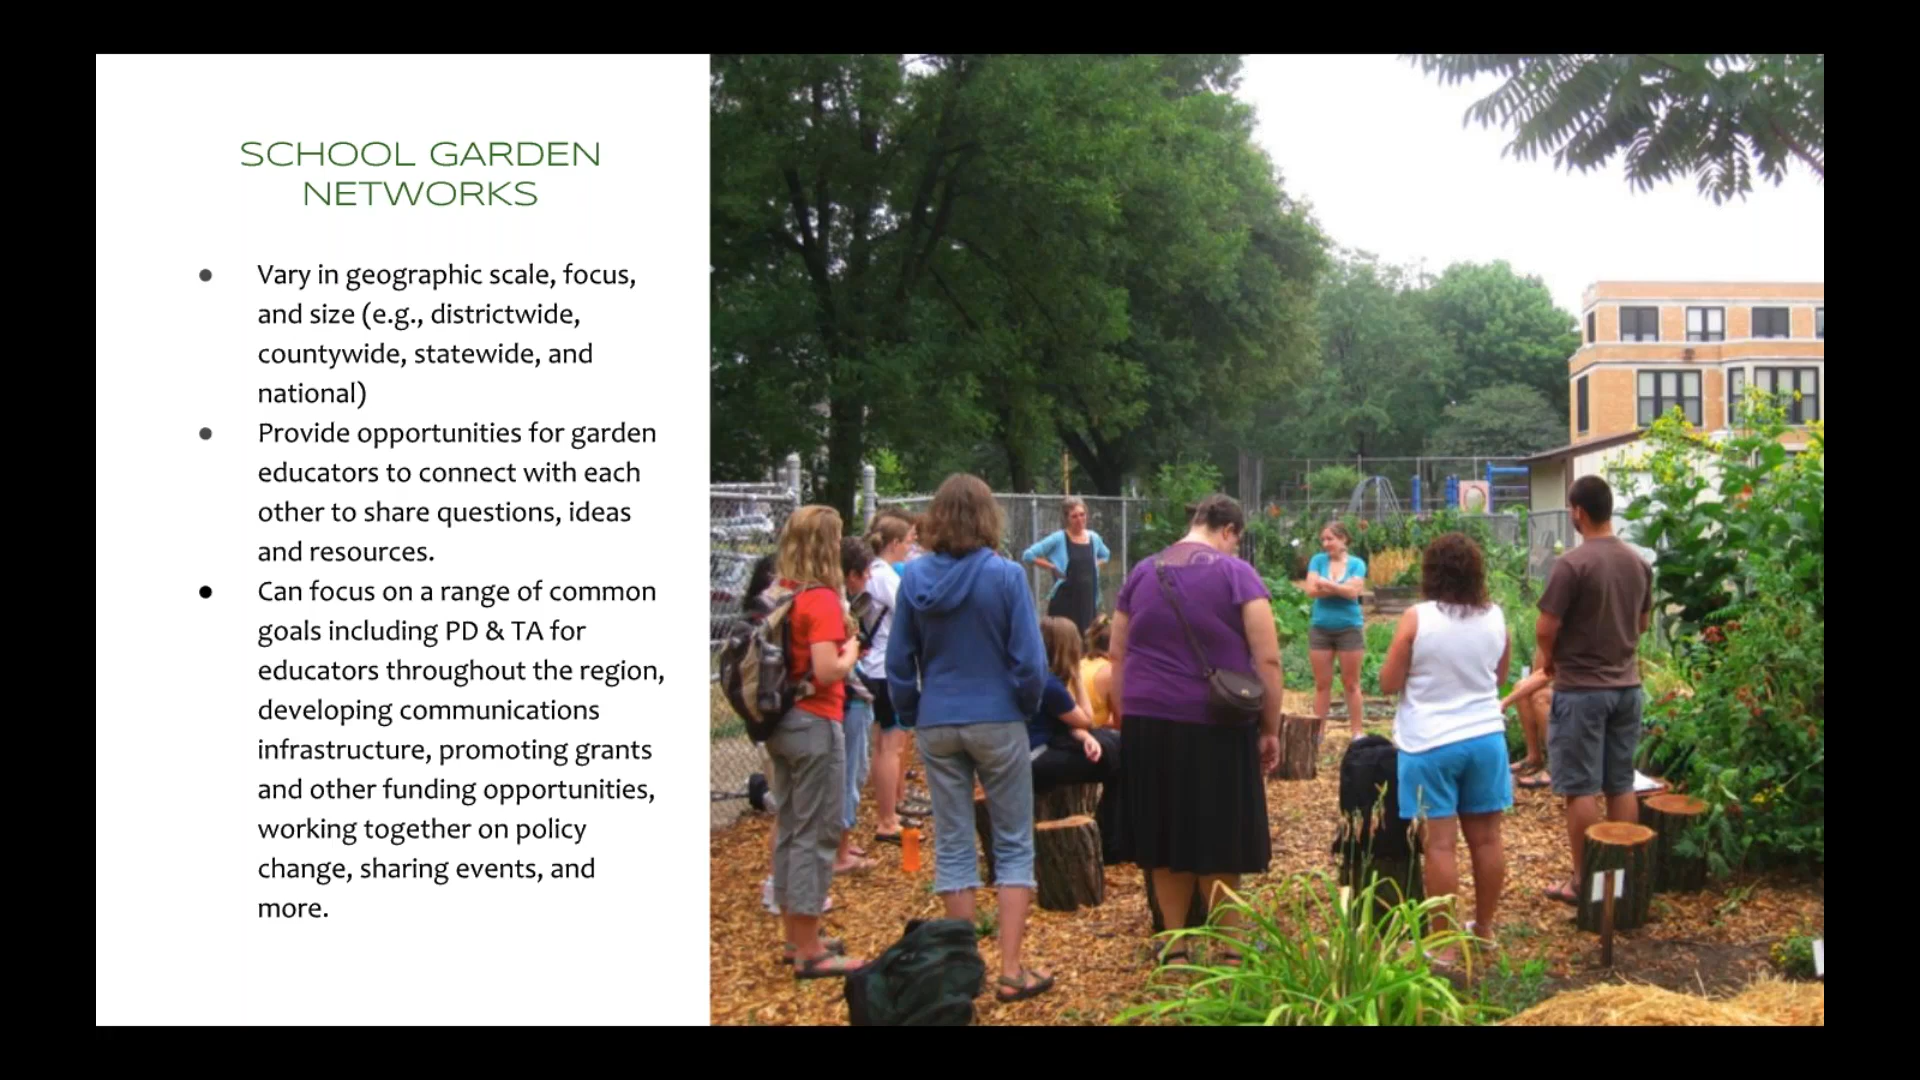 SCHOOL GARDEN
NETWORKS
● Vary in geographic scale, focus,
and size (e.g., districtwide,
countywide, statewide, and
national)
● Provide opportunities for garden
educators to connect with each
other to share questions, ideas
and resources.
● Can focus on a range of common
goals including PD & TA for
educators throughout the region,
developing communications
infrastructure, promoting grants
and other funding opportunities,
working together on policy
change, sharing events, and
more.